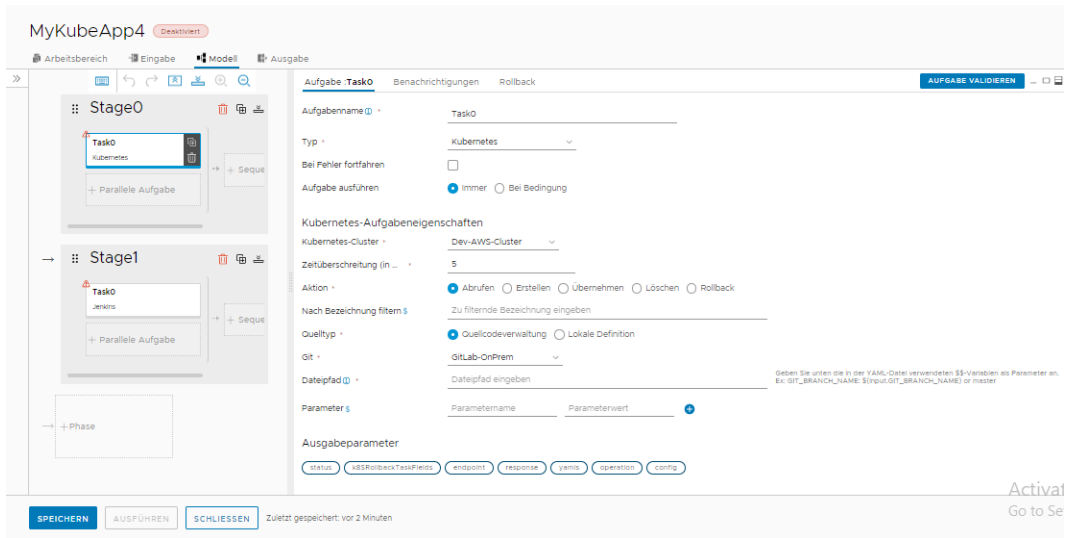 MyKubeApp4 Deaktiviert
Arbeitsbereich Eingabe Modell Ausgabe
Stage0
Task0
Kubernetes
+ Parallele Aufgabe
+ Seque
Stage1
Task0
Jenkins
+ Parallele Aufgabe
+ Seque
+ Phase
Aufgabe :Task0 Benachrichtigungen Rollback AUFGABE VALIDIEREN
Aufgabenname * Task0
Typ * Kubernetes
Bei Fehler fortfahren
Aufgabe ausführen Immer Bei Bedingung
Kubernetes-Aufgabeneigenschaften
Kubernetes-Cluster * Dev-AWS-Cluster
Zeitüberschreitung (in ... * 5
Aktion * Abrufen Erstellen Übernehmen Löschen Rollback
Nach Bezeichnung filtern $ Zu filternde Bezeichnung eingeben
Quelltyp * Quellcodeverwaltung Lokale Definition
Git * GitLab-OnPrem
Dateipfad * Dateipfad eingeben
Geben Sie unten die in der YAML-Datei verwendeten $$-Variablen als Parameter an.
Ex: GIT_BRANCH_NAME: ${input.GIT_BRANCH_NAME} or master
Parameter $ Parametername Parameterwert
Ausgabeparameter
status k8SRollbackTaskFields endpoint response yamls operation config
SPEICHERN AUSFÜHREN SCHLIESSEN Zuletzt gespeichert: vor 2 Minuten
Activat
Go to Se